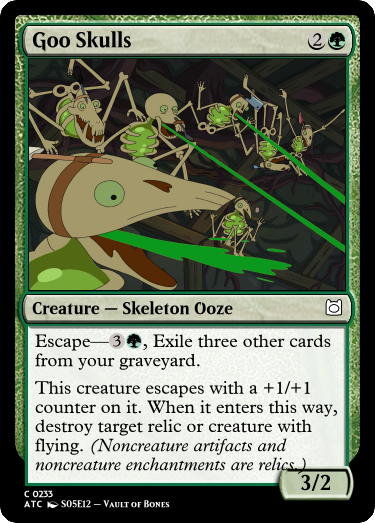 Goo Skulls 2
Creature — Skeleton Ooze
Escape—3, Exile three other cards
from your graveyard.
This creature escapes with a +1/+1
counter on it. When it enters this way,
destroy target relic or creature with
flying. (Noncreature artifacts and
noncreature enchantments are relics.)
3/2
C 0233
ATC S05E12 — Vault of Bones